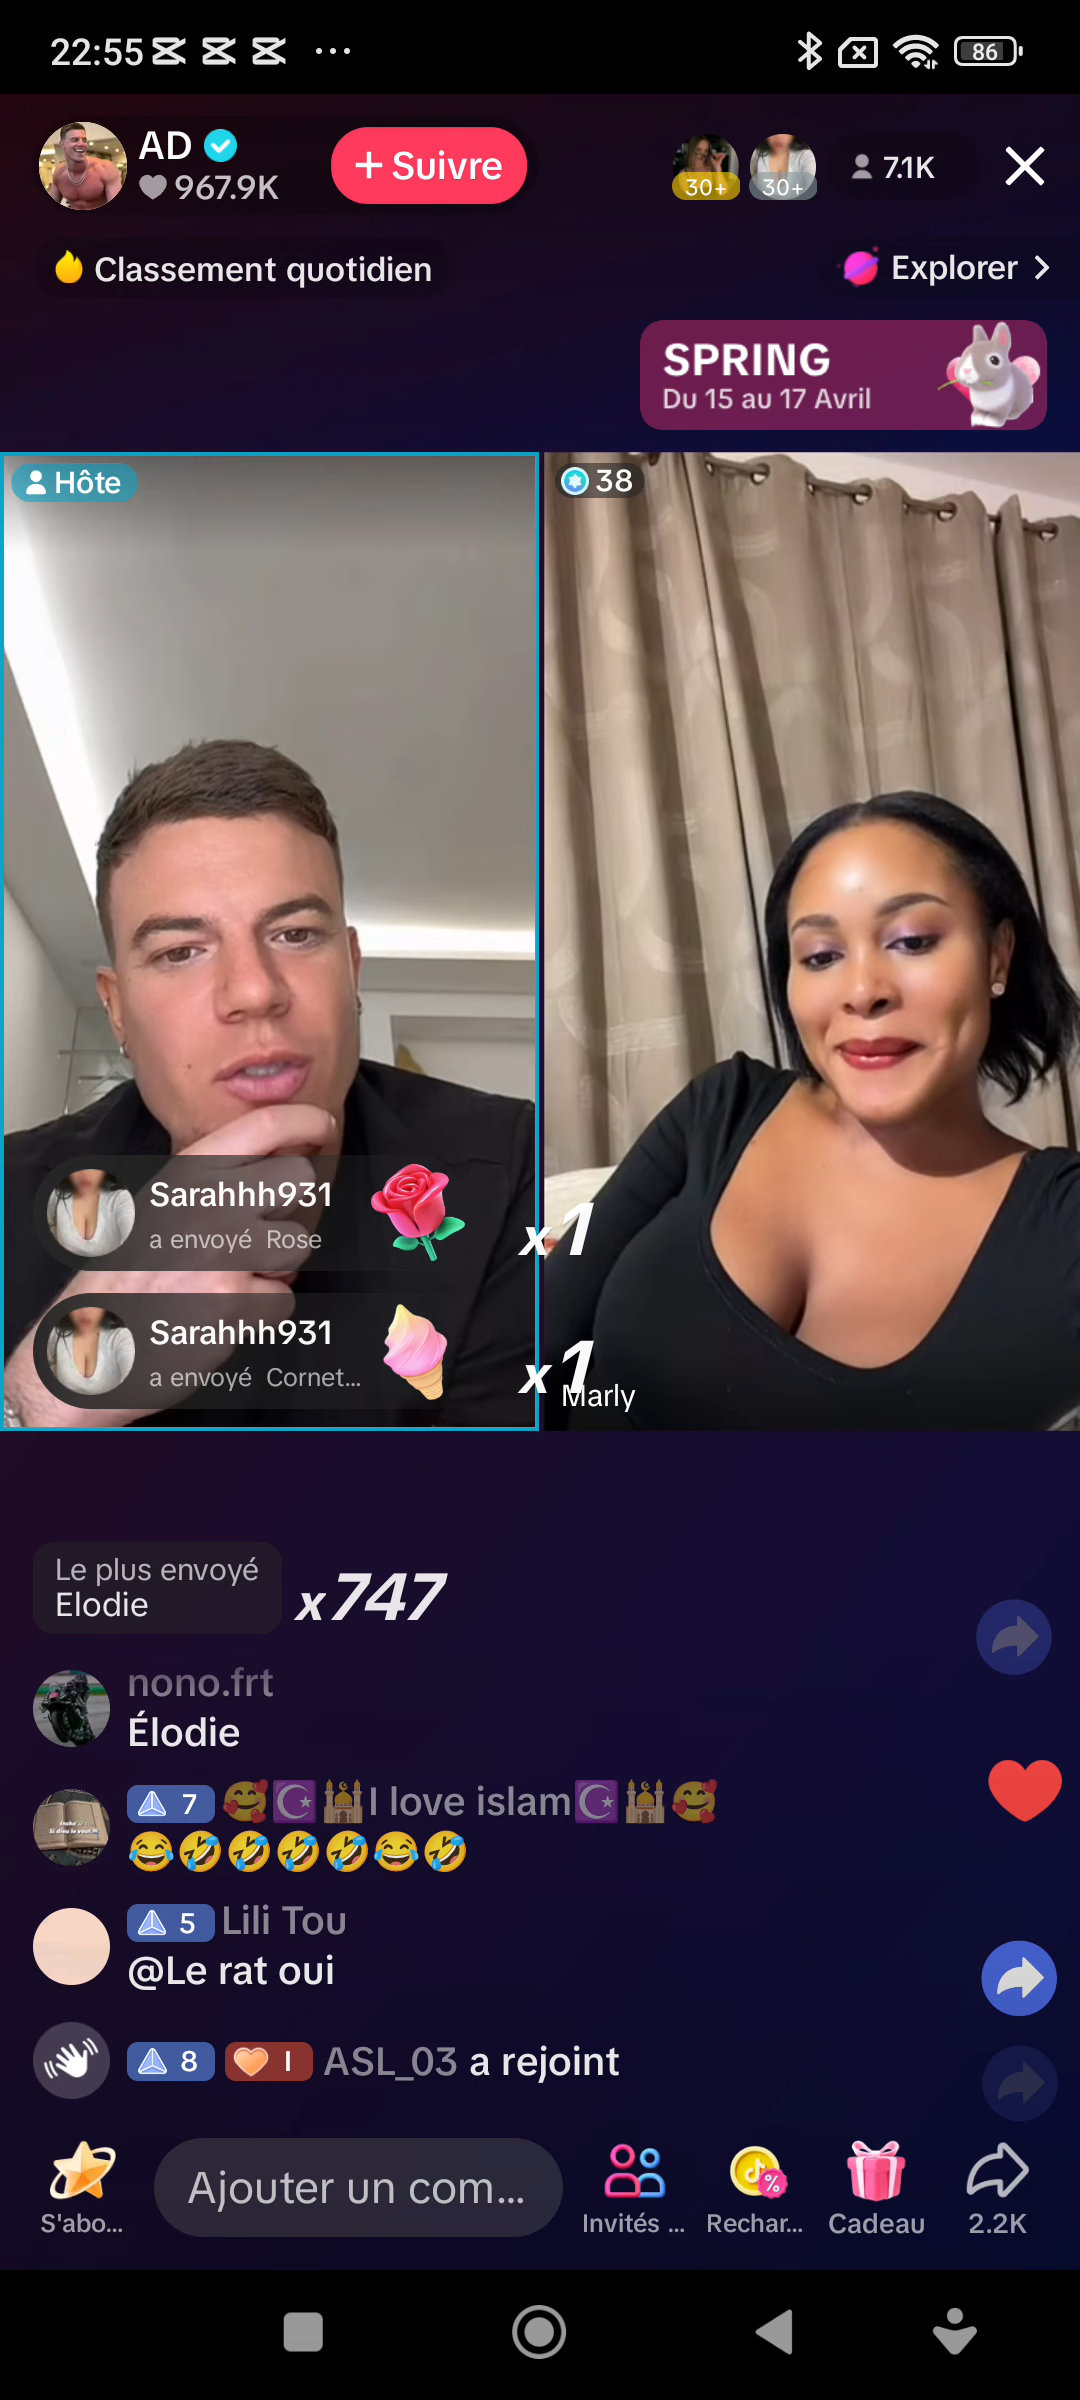 22:55
86
AD
967.9K
+ Suivre
30+
30+
7.1K
Classement quotidien
Explorer
SPRING
Du 15 au 17 Avril
Hôte
38
Sarahhh931
a envoyé Rose
x1
Sarahhh931
a envoyé Cornet...
x1
Marly
Le plus envoyé
Elodie
x747
nono.frt
Élodie
7 🥰☪️🕌I love islam☪️🕌🥰
😂🤣🤣🤣🤣😂🤣
5 Lili Tou
@Le rat oui
8 I ASL_03 a rejoint
S'abo...
Ajouter un com...
Invités ...
Rechar...
Cadeau
2.2K